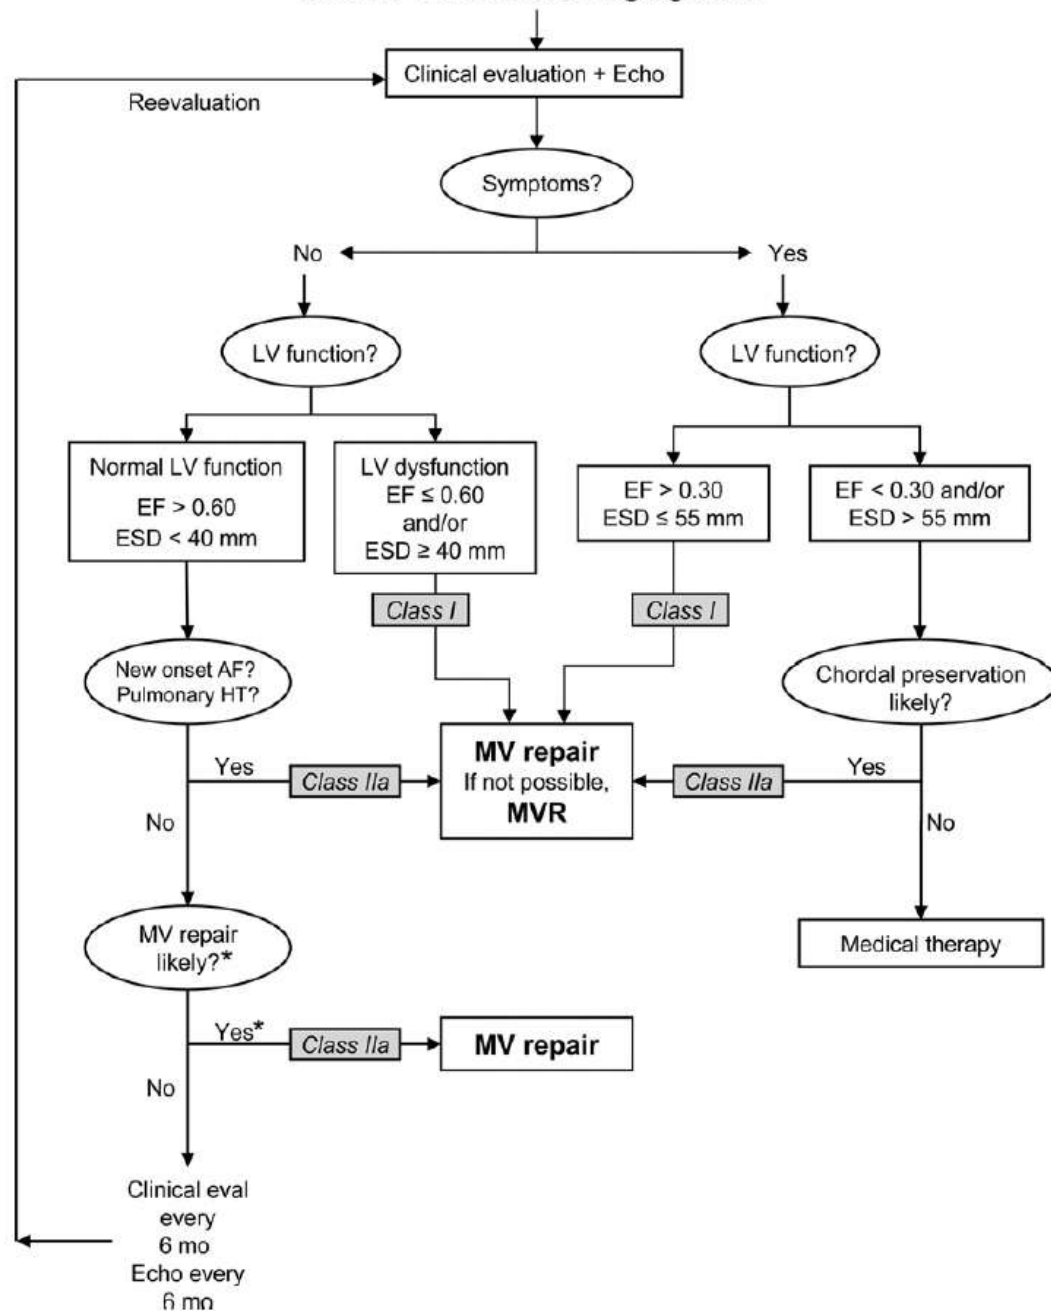 Clinical evaluation + Echo
Reevaluation
Symptoms?
No
Yes
LV function?
LV function?
Normal LV function
EF > 0.60
ESD < 40 mm
LV dysfunction
EF ≤ 0.60
and/or
ESD ≥ 40 mm
EF > 0.30
ESD ≤ 55 mm
EF < 0.30 and/or
ESD > 55 mm
Class I
Class I
New onset AF?
Pulmonary HT?
Chordal preservation
likely?
MV repair
If not possible,
MVR
Yes
Class IIa
Class IIa
Yes
No
No
MV repair
likely?*
Medical therapy
Yes*
Class IIa
MV repair
No
Clinical eval
every
6 mo
Echo every
6 mo